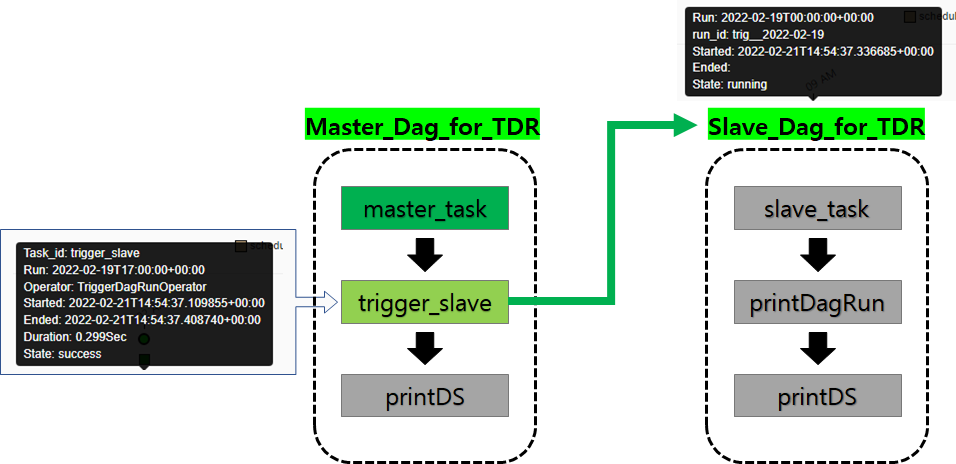 Run: 2022-02-19T00:00:00+00:00
run_id: trig__2022-02-19
Started: 2022-02-21T14:54:37.336685+00:00
Ended:
State: running
09 AM
Master_Dag_for_TDR
Slave_Dag_for_TDR
master_task
slave_task
Task_id: trigger_slave
Run: 2022-02-19T17:00:00+00:00
Operator: TriggerDagRunOperator
Started: 2022-02-21T14:54:37.109855+00:00
Ended: 2022-02-21T14:54:37.408740+00:00
Duration: 0.299Sec
State: success
trigger_slave
printDagRun
printDS
printDS